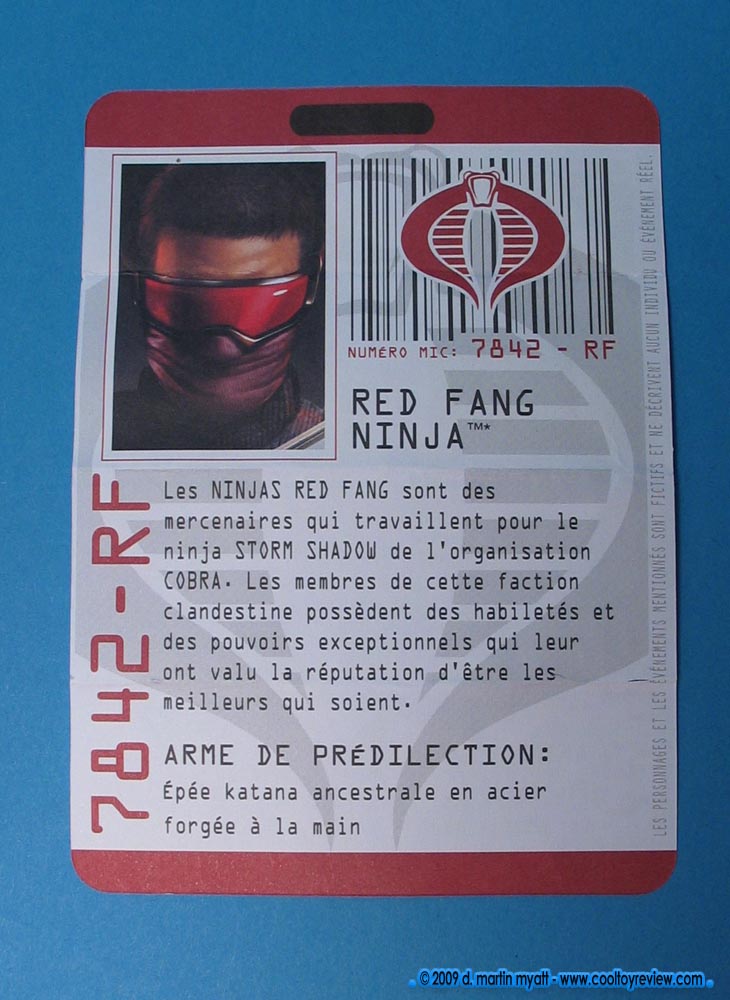 NUMÉRO MIC: 7842 - RF
RED FANG
NINJA™*
7842-RF
Les NINJAS RED FANG sont des
mercenaires qui travaillent pour le
ninja STORM SHADOW de l'organisation
COBRA. Les membres de cette faction
clandestine possèdent des habiletés et
des pouvoirs exceptionnels qui leur
ont valu la réputation d'être les
meilleurs qui soient.
ARME DE PRÉDILECTION:
Épée katana ancestrale en acier
forgée à la main
LES PERSONNAGES ET LES ÉVÉNEMENTS MENTIONNÉS SONT FICTIFS ET NE DÉCRIVENT AUCUN INDIVIDU OU ÉVÉNEMENT RÉEL.
© 2009 d. martin myatt - www.cooltoyreview.com